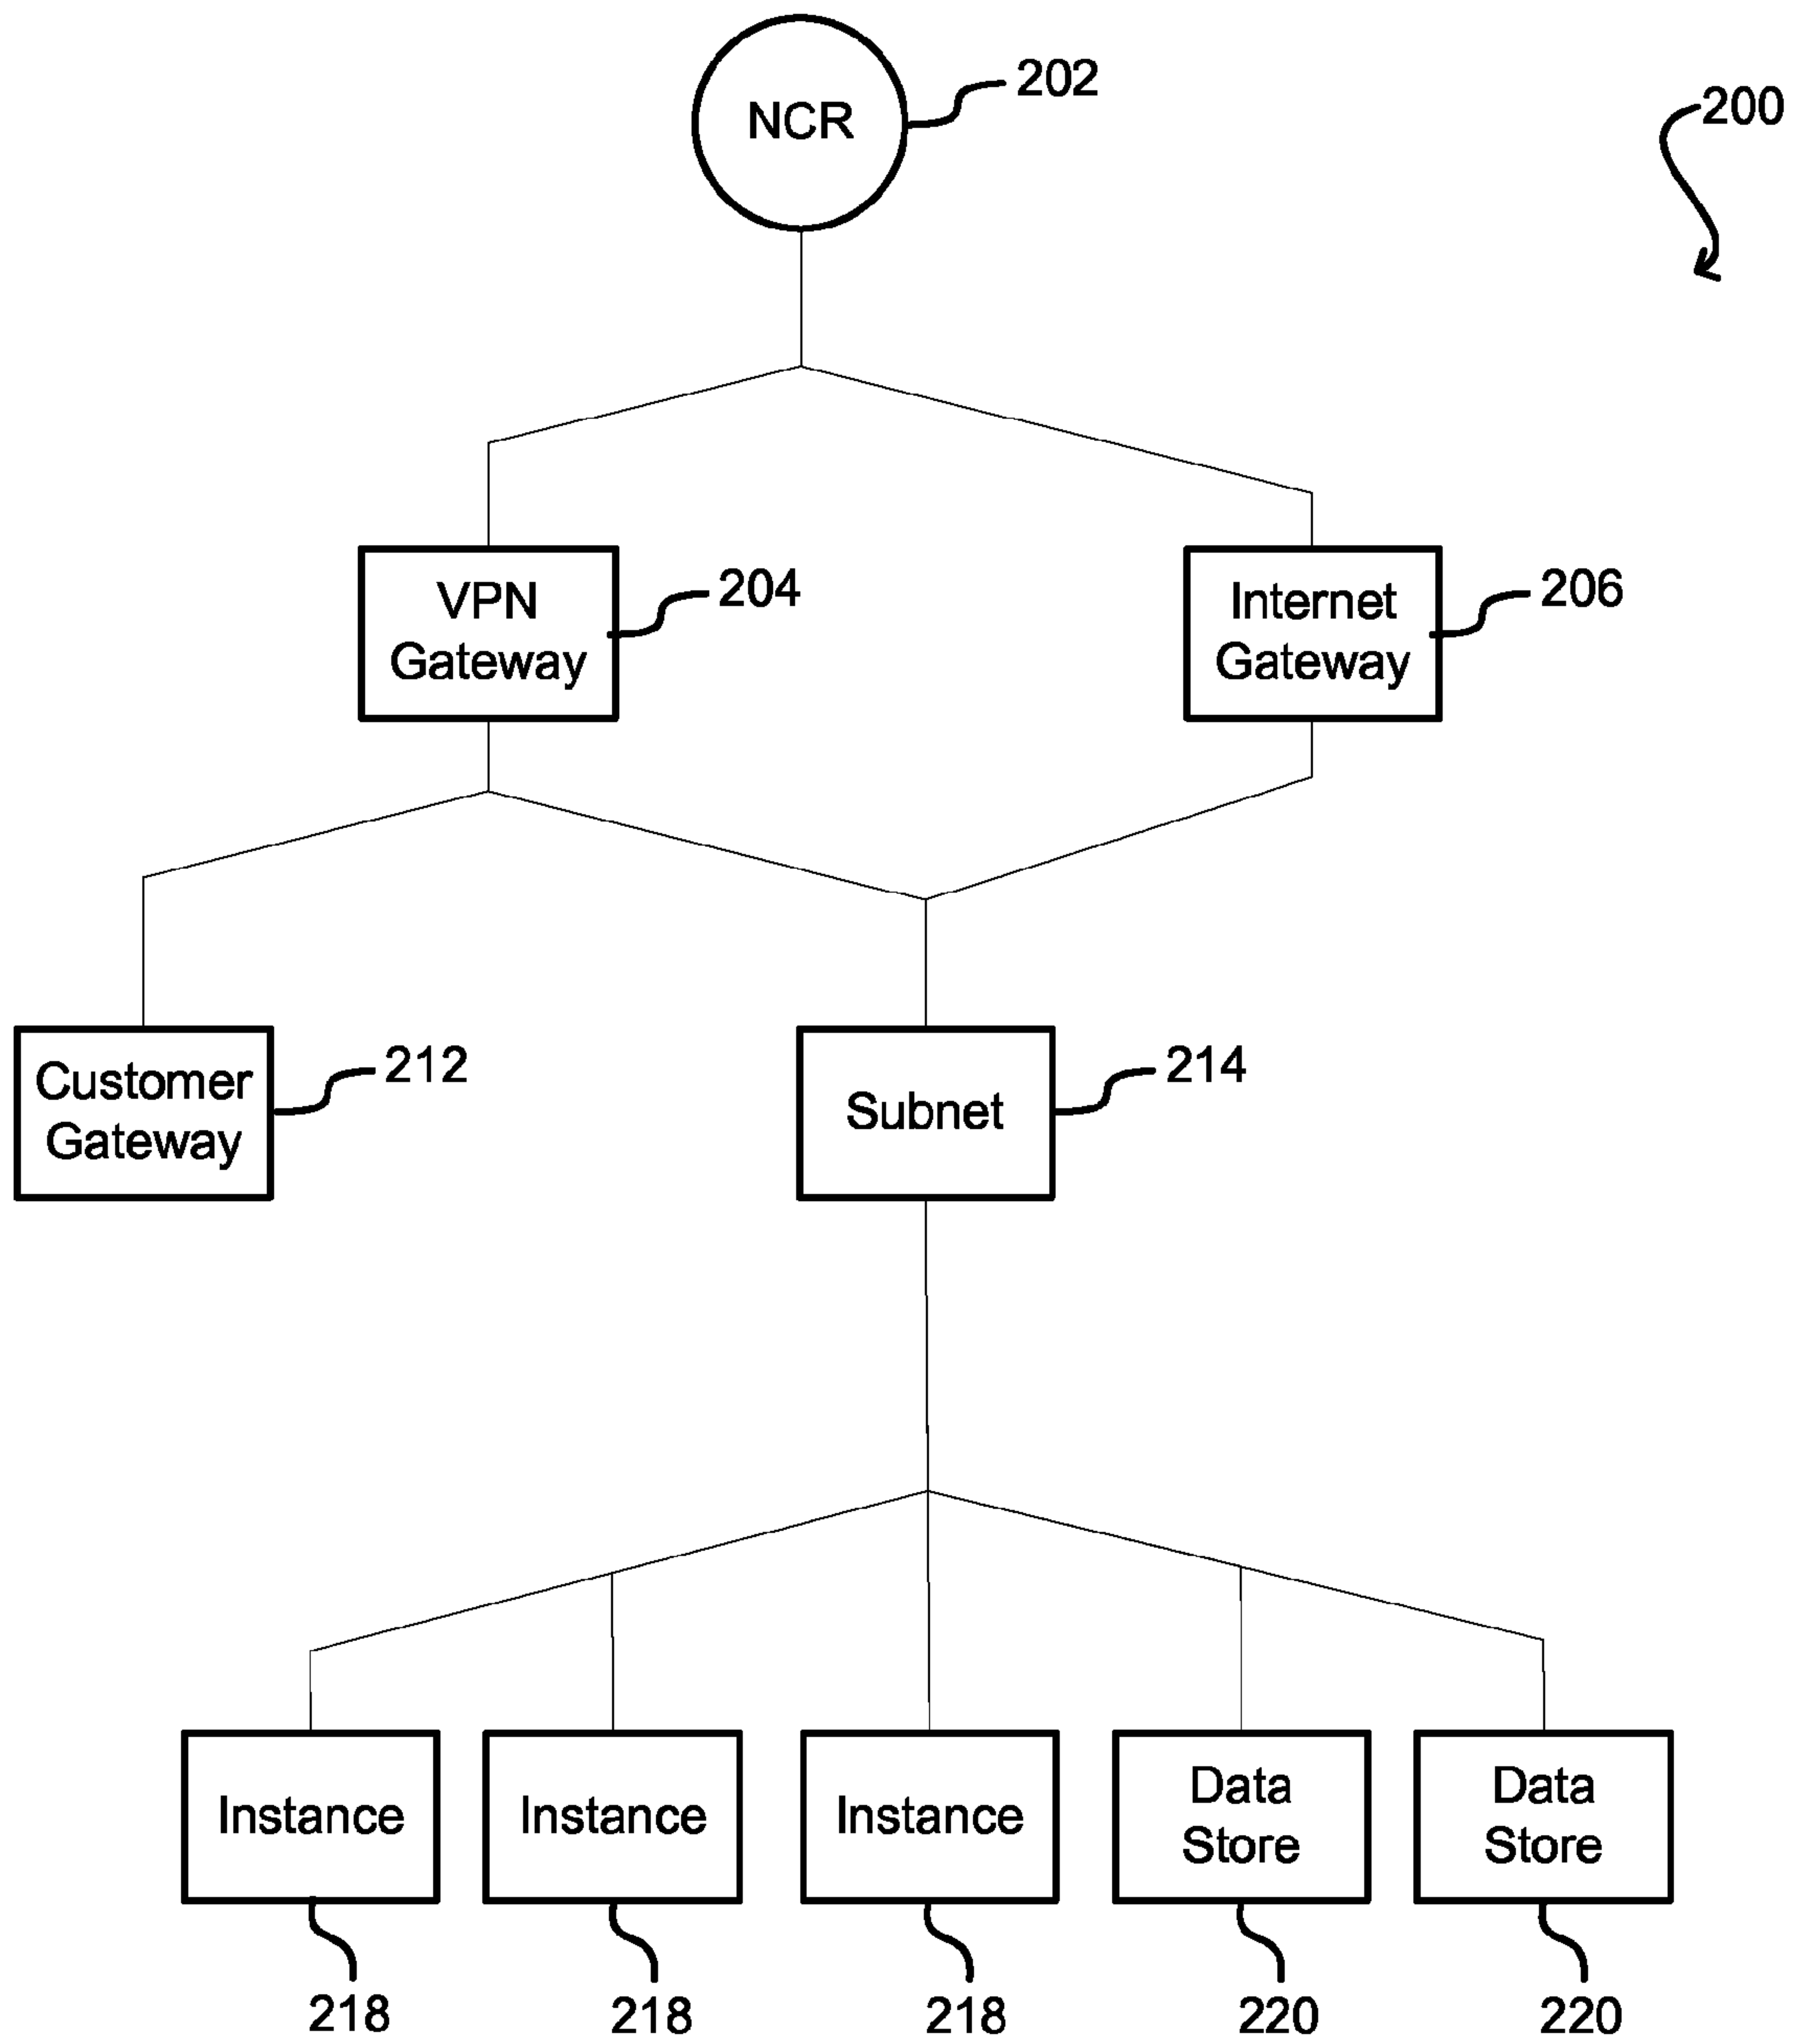 NCR
202
200
VPN
Gateway
204
Internet
Gateway
206
Customer
Gateway
212
Subnet
214
Instance
Instance
Instance
Data
Store
Data
Store
218
218
218
220
220